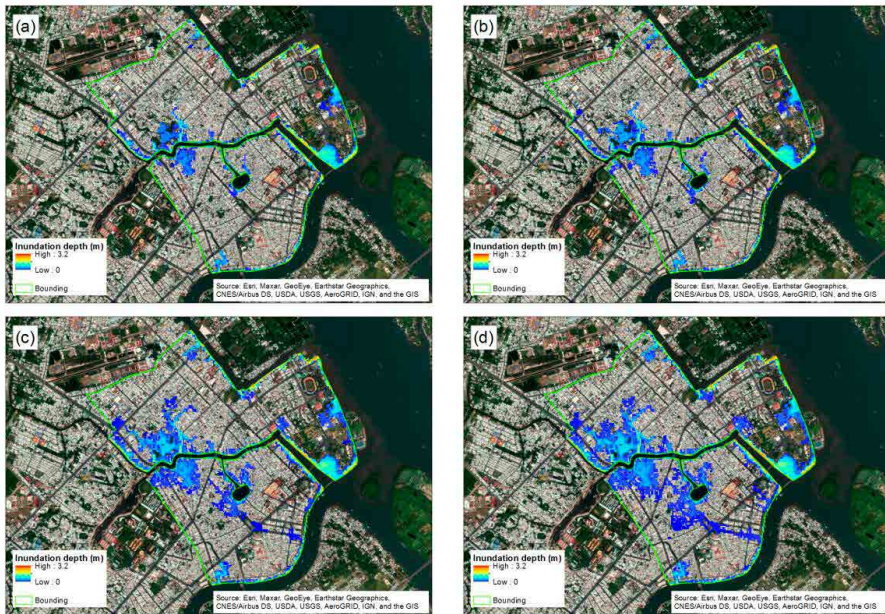 (a)
Inundation depth (m)
High : 3.2
Low : 0
Bounding
Source: Esri, Maxar, GeoEye, Earthstar Geographics,
CNES/Airbus DS, USDA, USGS, AeroGRID, IGN, and the GIS
(b)
Inundation depth (m)
High : 3.2
Low : 0
Bounding
Source: Esri, Maxar, GeoEye, Earthstar Geographics,
CNES/Airbus DS, USDA, USGS, AeroGRID, IGN, and the GIS
(c)
Inundation depth (m)
High : 3.2
Low : 0
Bounding
Source: Esri, Maxar, GeoEye, Earthstar Geographics,
CNES/Airbus DS, USDA, USGS, AeroGRID, IGN, and the GIS
(d)
Inundation depth (m)
High : 3.2
Low : 0
Bounding
Source: Esri, Maxar, GeoEye, Earthstar Geographics,
CNES/Airbus DS, USDA, USGS, AeroGRID, IGN, and the GIS